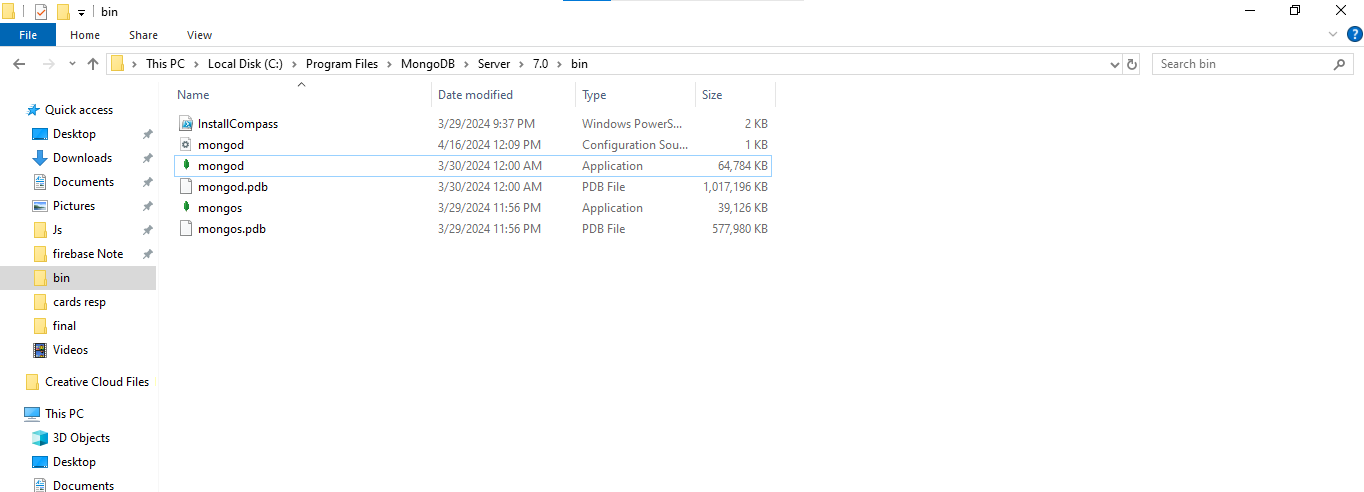 bin
File Home Share View
This PC Local Disk (C:) Program Files MongoDB Server 7.0 bin Search bin
Name Date modified Type Size
Quick access
Desktop
Downloads
Documents
Pictures
Js
firebase Note
bin
cards resp
final
Videos
Creative Cloud Files
This PC
3D Objects
Desktop
Documents
InstallCompass 3/29/2024 9:37 PM Windows PowerS... 2 KB
mongod 4/16/2024 12:09 PM Configuration Sou... 1 KB
mongod 3/30/2024 12:00 AM Application 64,784 KB
mongod.pdb 3/30/2024 12:00 AM PDB File 1,017,196 KB
mongos 3/29/2024 11:56 PM Application 39,126 KB
mongos.pdb 3/29/2024 11:56 PM PDB File 577,980 KB